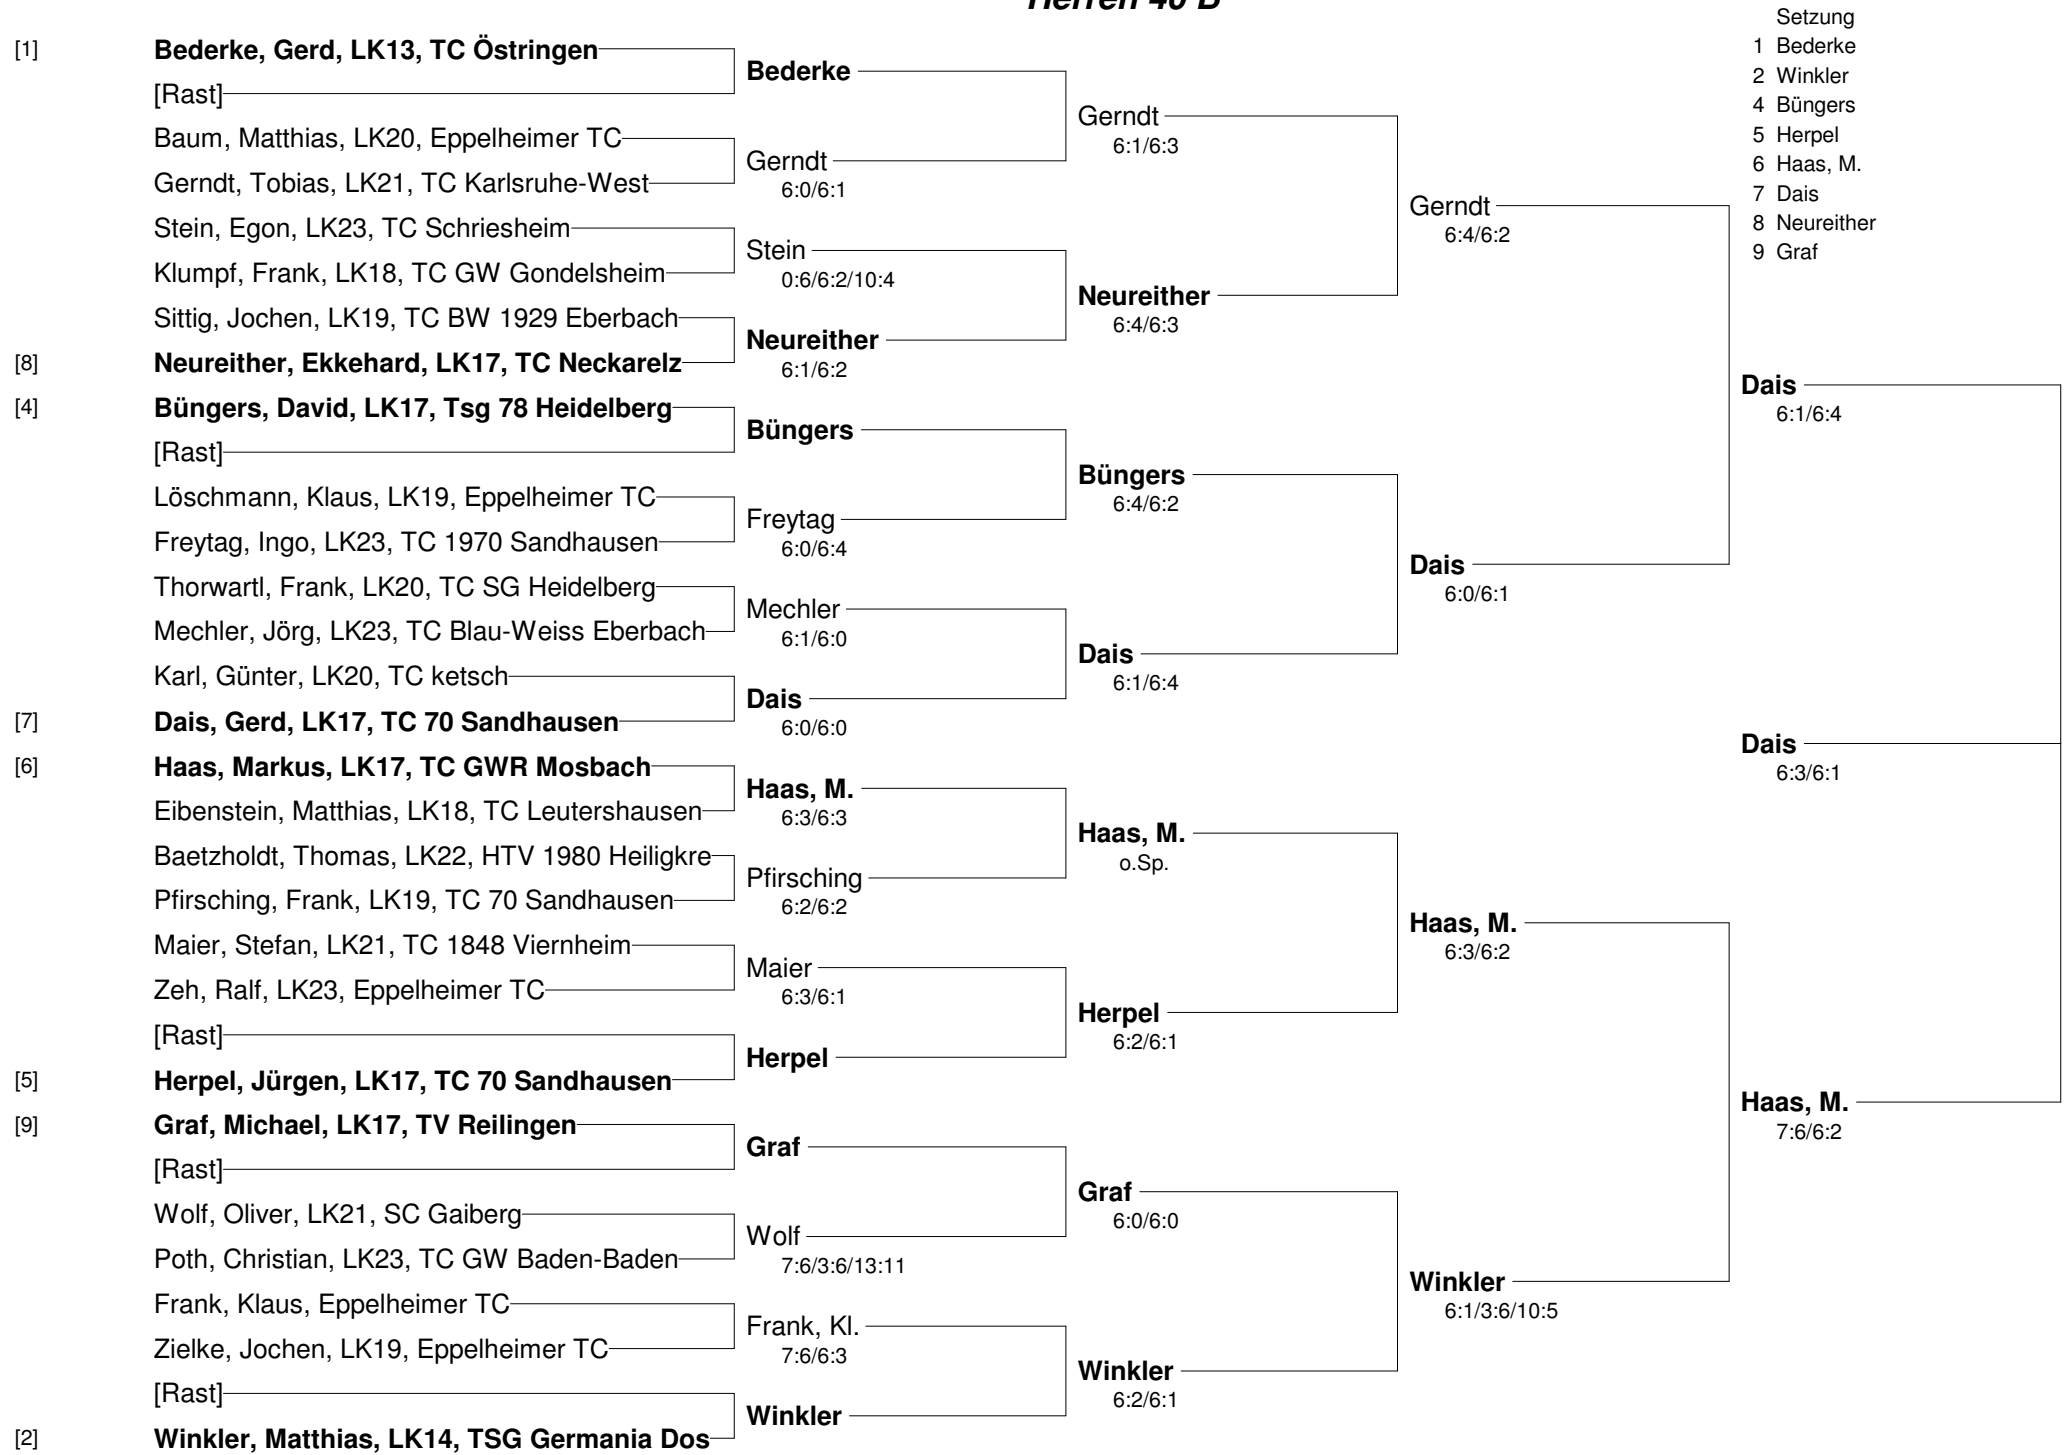 Herren 40 B
Setzung
1 Bederke
2 Winkler
4 Büngers
5 Herpel
6 Haas, M.
7 Dais
8 Neureither
9 Graf
[1] Bederke, Gerd, LK13, TC Östringen
[Rast]
Baum, Matthias, LK20, Eppelheimer TC
Gerndt, Tobias, LK21, TC Karlsruhe-West
Stein, Egon, LK23, TC Schriesheim
Klumpf, Frank, LK18, TC GW Gondelsheim
Sittig, Jochen, LK19, TC BW 1929 Eberbach
[8] Neureither, Ekkehard, LK17, TC Neckarelz
[4] Büngers, David, LK17, Tsg 78 Heidelberg
[Rast]
Löschmann, Klaus, LK19, Eppelheimer TC
Freytag, Ingo, LK23, TC 1970 Sandhausen
Thorwartl, Frank, LK20, TC SG Heidelberg
Mechler, Jörg, LK23, TC Blau-Weiss Eberbach
Karl, Günter, LK20, TC ketsch
[7] Dais, Gerd, LK17, TC 70 Sandhausen
[6] Haas, Markus, LK17, TC GWR Mosbach
Eibenstein, Matthias, LK18, TC Leutershausen
Baetzholdt, Thomas, LK22, HTV 1980 Heiligkre
Pfirsching, Frank, LK19, TC 70 Sandhausen
Maier, Stefan, LK21, TC 1848 Viernheim
Zeh, Ralf, LK23, Eppelheimer TC
[Rast]
[5] Herpel, Jürgen, LK17, TC 70 Sandhausen
[9] Graf, Michael, LK17, TV Reilingen
[Rast]
Wolf, Oliver, LK21, SC Gaiberg
Poth, Christian, LK23, TC GW Baden-Baden
Frank, Klaus, Eppelheimer TC
Zielke, Jochen, LK19, Eppelheimer TC
[Rast]
[2] Winkler, Matthias, LK14, TSG Germania Dos
Bederke
Gerndt
6:0/6:1
Stein
0:6/6:2/10:4
Neureither
6:1/6:2
Büngers
Freytag
6:0/6:4
Mechler
6:1/6:0
Dais
6:0/6:0
Haas, M.
6:3/6:3
Pfirsching
6:2/6:2
Maier
6:3/6:1
Herpel
Graf
Wolf
7:6/3:6/13:11
Frank, Kl.
7:6/6:3
Winkler
Gerndt
6:1/6:3
Neureither
6:4/6:3
Büngers
6:4/6:2
Dais
6:1/6:4
Haas, M.
o.Sp.
Herpel
6:2/6:1
Graf
6:0/6:0
Winkler
6:2/6:1
Gerndt
6:4/6:2
Dais
6:0/6:1
Haas, M.
6:3/6:2
Winkler
6:1/3:6/10:5
Dais
6:1/6:4
Dais
6:3/6:1
Haas, M.
7:6/6:2